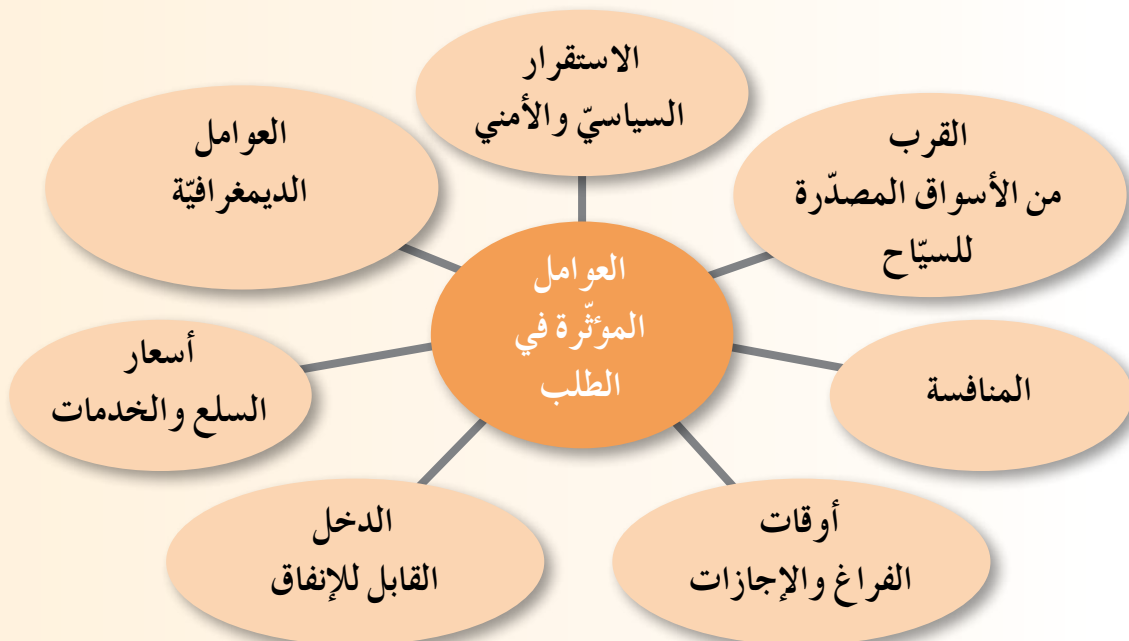 العوامل
المؤثّرة في
الطلب
الاستقرار
السياسيّ والأمني
القرب
من الأسواق المصدّرة
للسيّاح
المنافسة
أوقات
الفراغ والإجازات
الدخل
القابل للإنفاق
أسعار
السلع والخدمات
العوامل
الديمغرافيّة